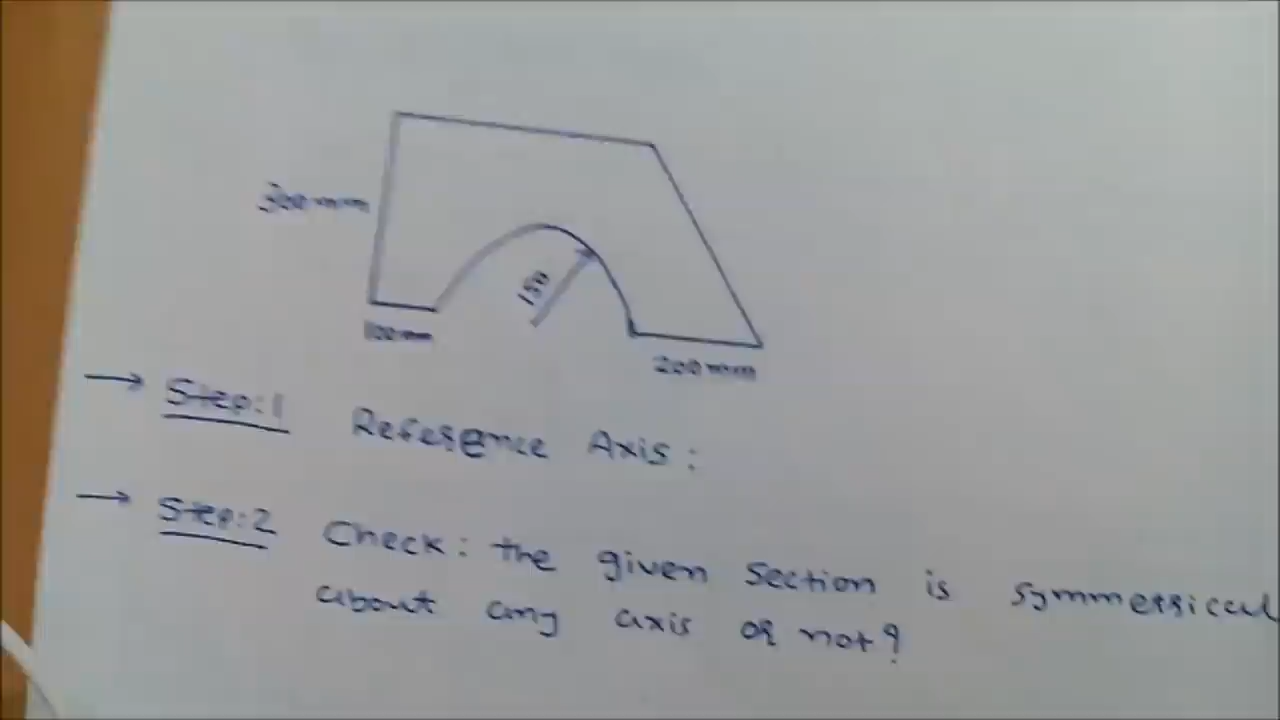 300mm
150
100mm
200mm
→ Step:1 Reference Axis:
→ Step:2 Check: the given section is symmerrical
about any axis or not?